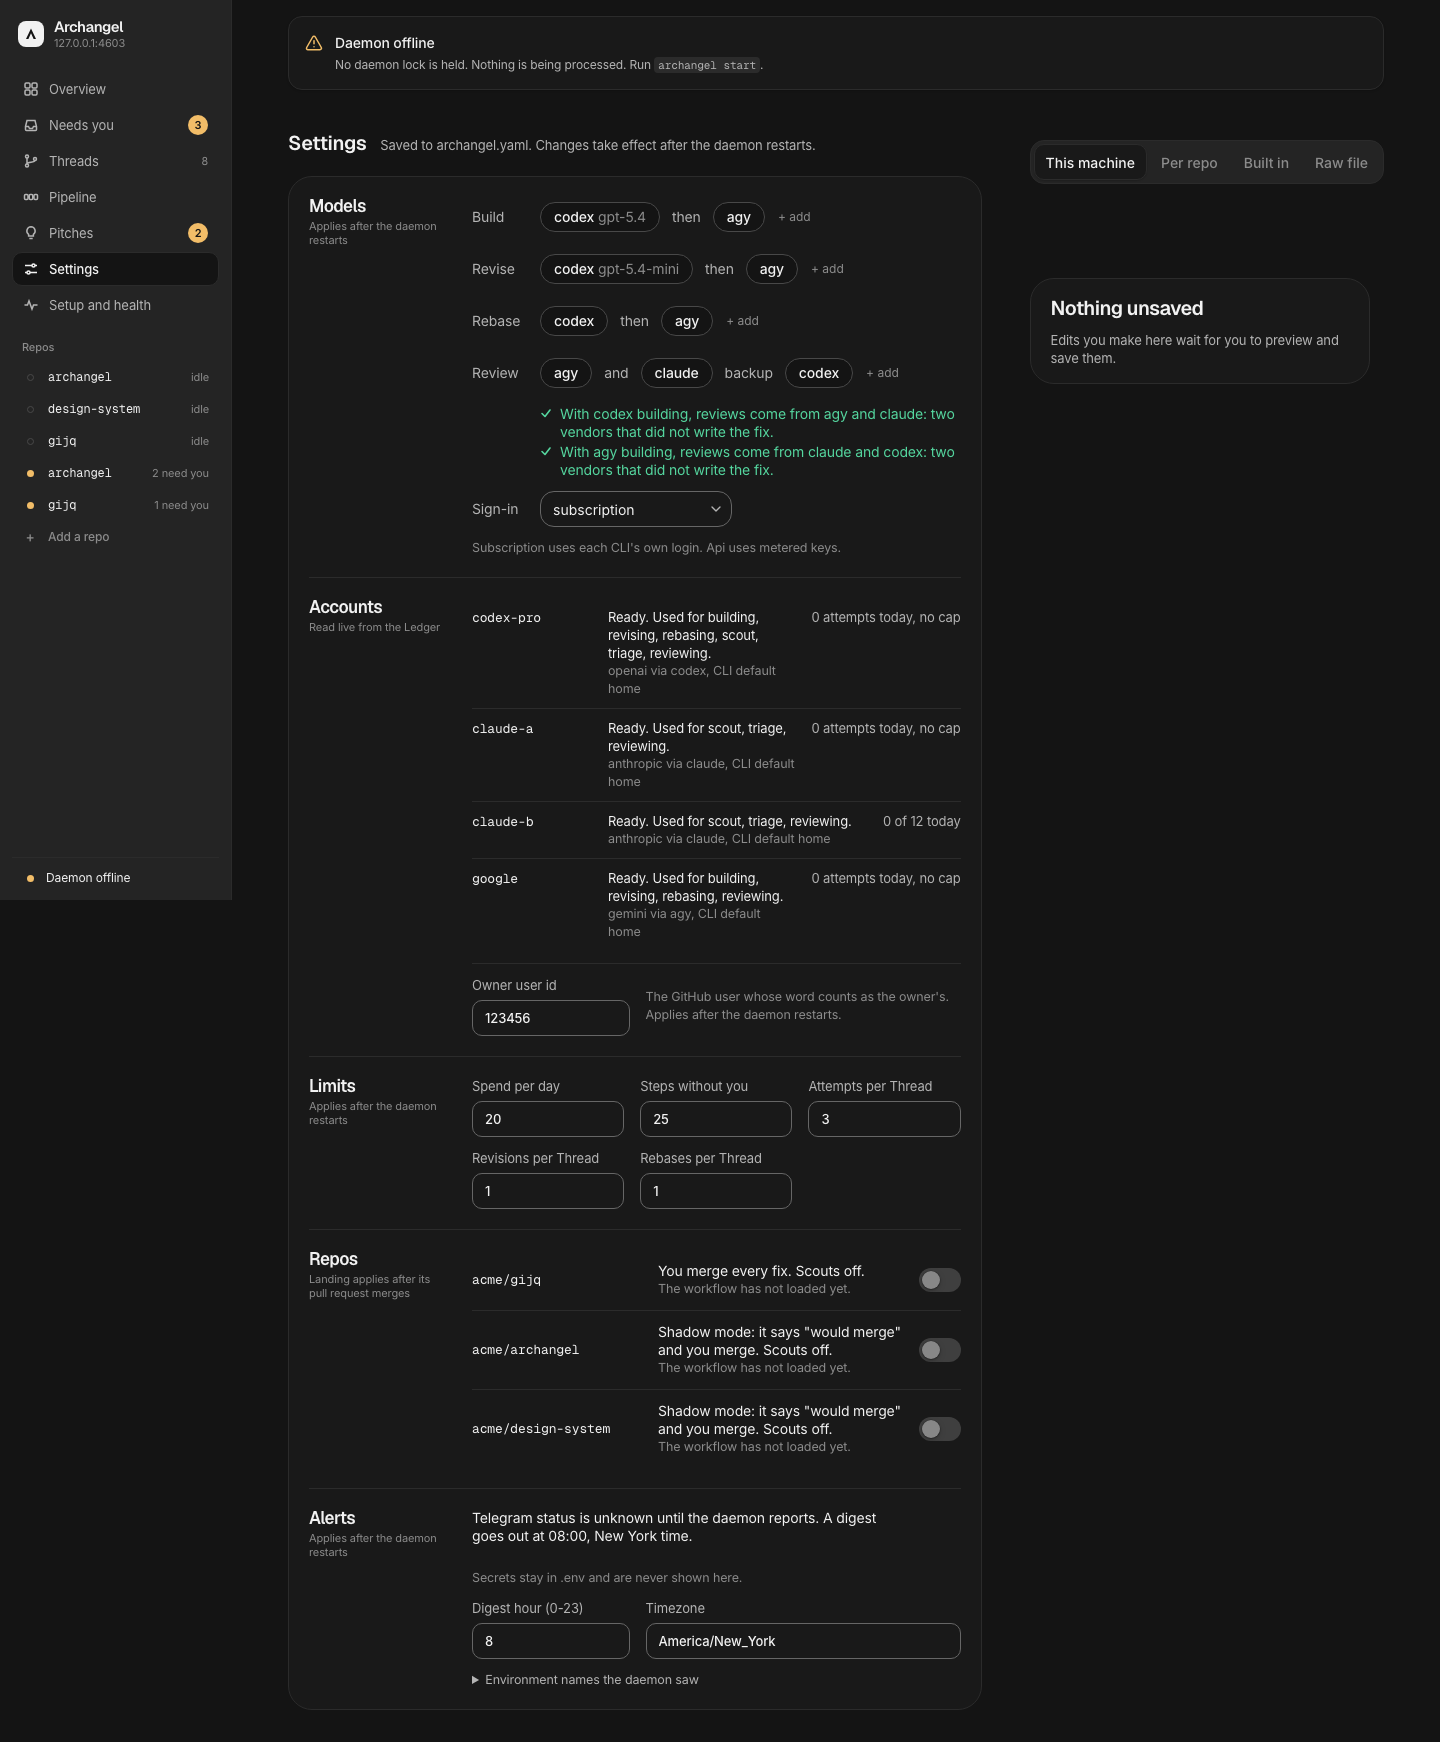 Archangel
127.0.0.1:4603
Overview
Needs you 3
Threads 8
Pipeline
Pitches 2
Settings
Setup and health
Repos
archangel idle
design-system idle
gijq idle
archangel 2 need you
gijq 1 need you
+ Add a repo
Daemon offline
Daemon offline
No daemon lock is held. Nothing is being processed. Run archangel start.
Settings Saved to archangel.yaml. Changes take effect after the daemon restarts.
This machine Per repo Built in Raw file
Models
Applies after the daemon
restarts
Build codex gpt-5.4 then agy + add
Revise codex gpt-5.4-mini then agy + add
Rebase codex then agy + add
Review agy and claude backup codex + add
With codex building, reviews come from agy and claude: two
vendors that did not write the fix.
With agy building, reviews come from claude and codex: two
vendors that did not write the fix.
Sign-in subscription
Subscription uses each CLI's own login. Api uses metered keys.
Accounts
Read live from the Ledger
codex-pro Ready. Used for building, 0 attempts today, no cap
revising, rebasing, scout,
triage, reviewing.
openai via codex, CLI default
home
claude-a Ready. Used for scout, triage, 0 attempts today, no cap
reviewing.
anthropic via claude, CLI default
home
claude-b Ready. Used for scout, triage, reviewing. 0 of 12 today
anthropic via claude, CLI default home
google Ready. Used for building, 0 attempts today, no cap
revising, rebasing, reviewing.
gemini via agy, CLI default
home
Owner user id
123456
The GitHub user whose word counts as the owner's.
Applies after the daemon restarts.
Limits
Applies after the daemon
restarts
Spend per day Steps without you Attempts per Thread
20 25 3
Revisions per Thread Rebases per Thread
1 1
Repos
Landing applies after its
pull request merges
acme/gijq You merge every fix. Scouts off.
The workflow has not loaded yet.
acme/archangel Shadow mode: it says "would merge"
and you merge. Scouts off.
The workflow has not loaded yet.
acme/design-system Shadow mode: it says "would merge"
and you merge. Scouts off.
The workflow has not loaded yet.
Alerts
Applies after the daemon
restarts
Telegram status is unknown until the daemon reports. A digest
goes out at 08:00, New York time.
Secrets stay in .env and are never shown here.
Digest hour (0-23) Timezone
8 America/New_York
Environment names the daemon saw
Nothing unsaved
Edits you make here wait for you to preview and
save them.